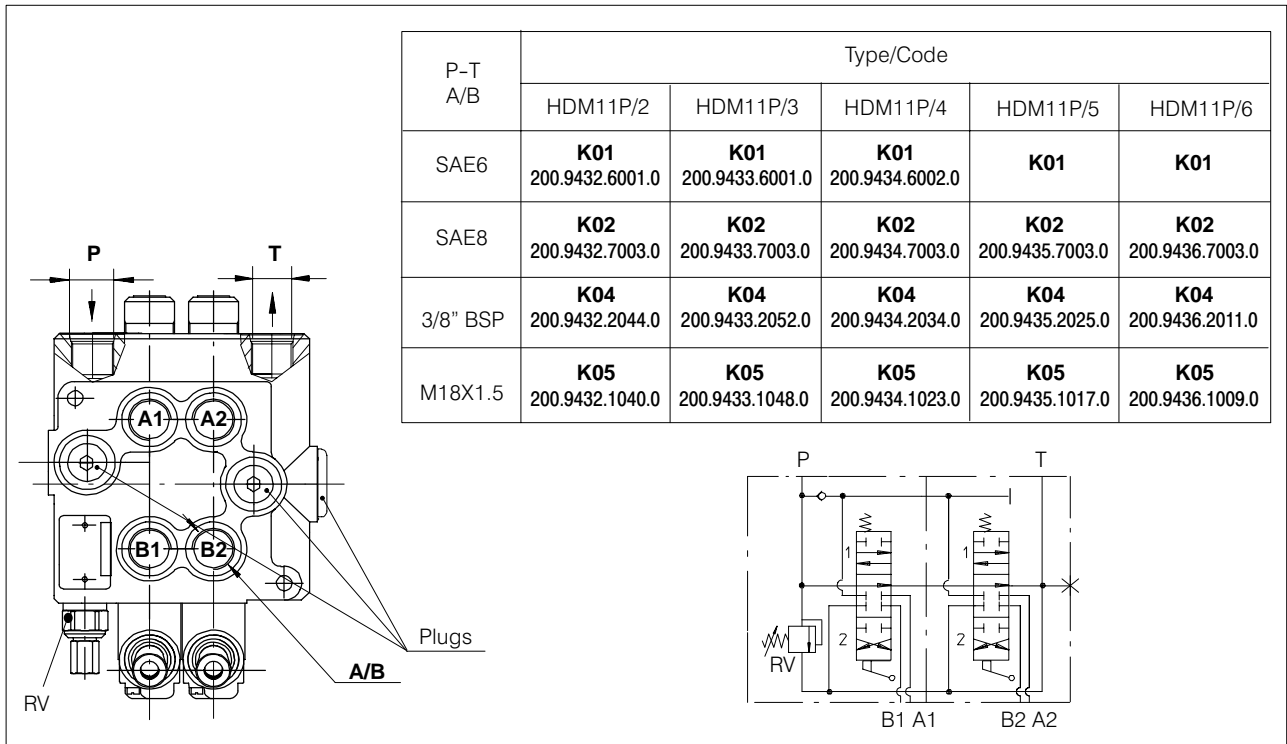 P-T
A/B
Type/Code
HDM11P/2 HDM11P/3 HDM11P/4 HDM11P/5 HDM11P/6
SAE6
K01 K01 K01 K01 K01
200.9432.6001.0 200.9433.6001.0 200.9434.6002.0
SAE8
K02 K02 K02 K02 K02
200.9432.7003.0 200.9433.7003.0 200.9434.7003.0 200.9435.7003.0 200.9436.7003.0
3/8” BSP
K04 K04 K04 K04 K04
200.9432.2044.0 200.9433.2052.0 200.9434.2034.0 200.9435.2025.0 200.9436.2011.0
M18X1.5
K05 K05 K05 K05 K05
200.9432.1040.0 200.9433.1048.0 200.9434.1023.0 200.9435.1017.0 200.9436.1009.0
P T
A1 A2
B1 B2
Plugs
A/B
RV
P T
1 1
2 2
RV
B1 A1 B2 A2